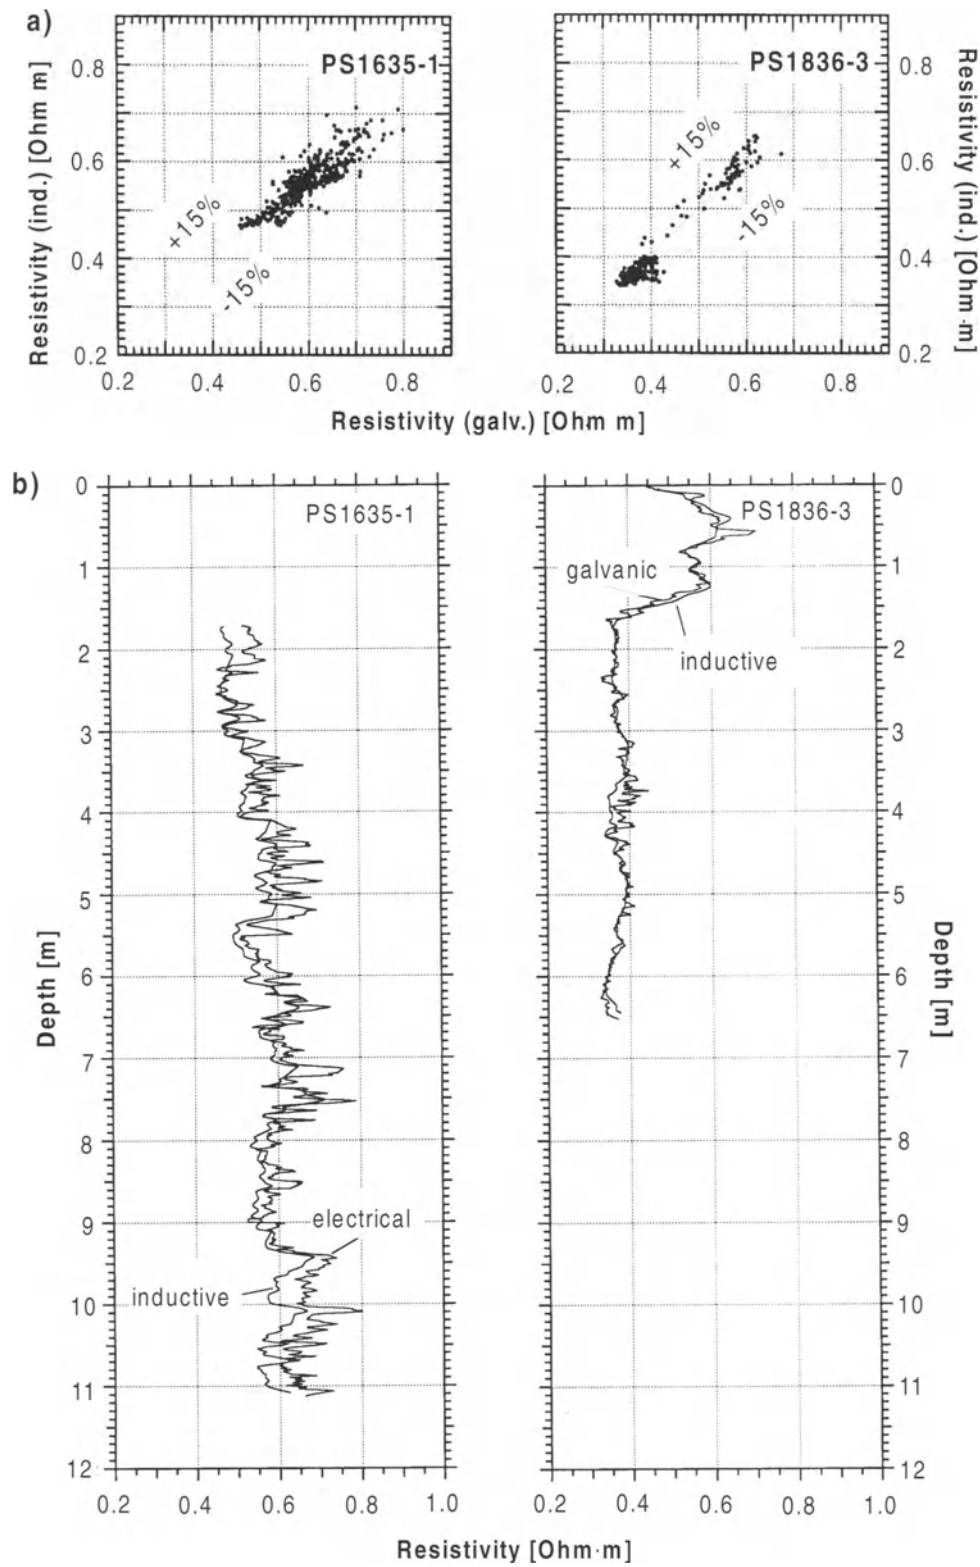 a)
PS1635-1
PS1836-3
Resistivity (ind.) [Ohm m]
0.8
0.6
0.4
0.2
+15%
-15%
0.2 0.4 0.6 0.8
+15%
-15%
0.2 0.4 0.6 0.8
0.8
0.6
0.4
0.2
Resistivity (ind.) [Ohm·m]
Resistivity (galv.) [Ohm m]
b)
PS1635-1
PS1836-3
Depth [m]
0
1
2
3
4
5
6
7
8
9
10
11
12
electrical
inductive
0.2 0.4 0.6 0.8 1.0
galvanic
inductive
0
1
2
3
4
5
6
7
8
9
10
11
12
Depth [m]
0.2 0.4 0.6 0.8 1.0
Resistivity [Ohm·m]